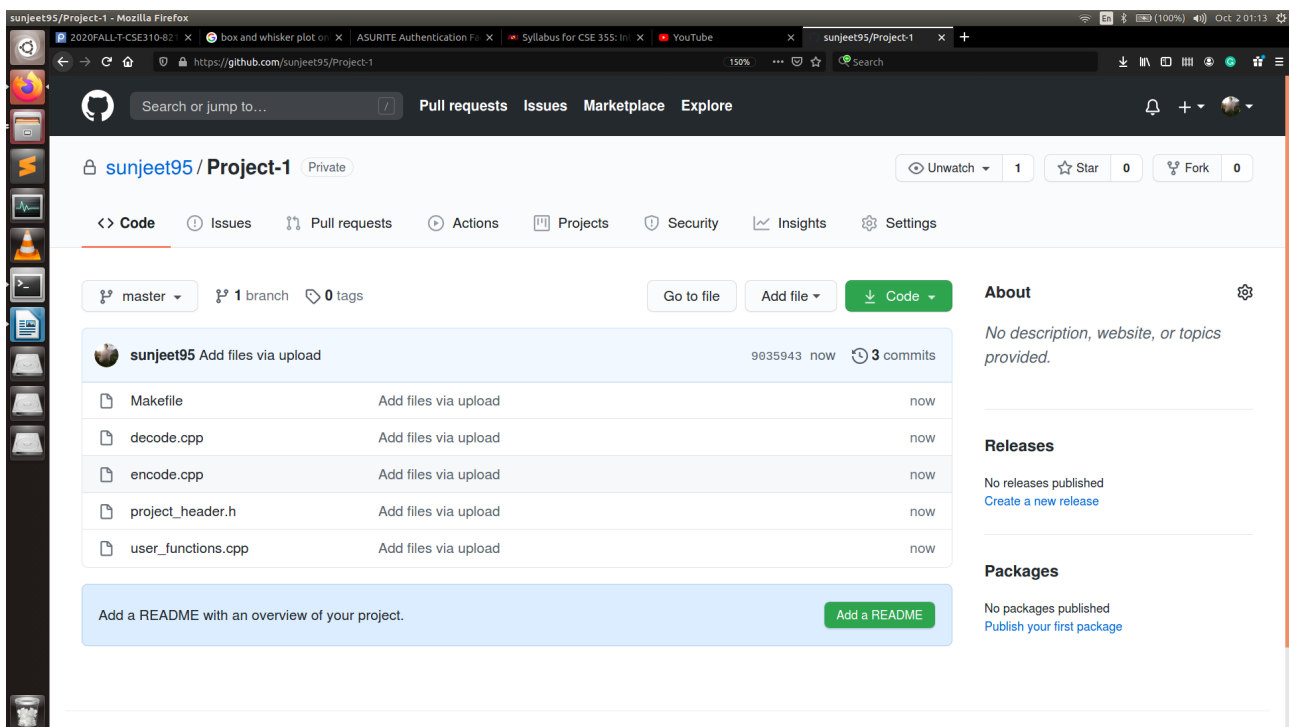 sunjeet95/Project-1 - Mozilla Firefox
En (100%) Oct 2 01:13
2020FALL-T-CSE310-821 box and whisker plot on ASURITE Authentication Fa Syllabus for CSE 355: Int YouTube sunjeet95/Project-1
https://github.com/sunjeet95/Project-1 150% Search
Search or jump to... / Pull requests Issues Marketplace Explore
sunjeet95 / Project-1 Private Unwatch 1 Star 0 Fork 0
Code Issues Pull requests Actions Projects Security Insights Settings
master 1 branch 0 tags Go to file Add file Code
sunjeet95 Add files via upload 9035943 now 3 commits
Makefile Add files via upload now
decode.cpp Add files via upload now
encode.cpp Add files via upload now
project_header.h Add files via upload now
user_functions.cpp Add files via upload now
Add a README with an overview of your project. Add a README
About
No description, website, or topics
provided.
Releases
No releases published
Create a new release
Packages
No packages published
Publish your first package